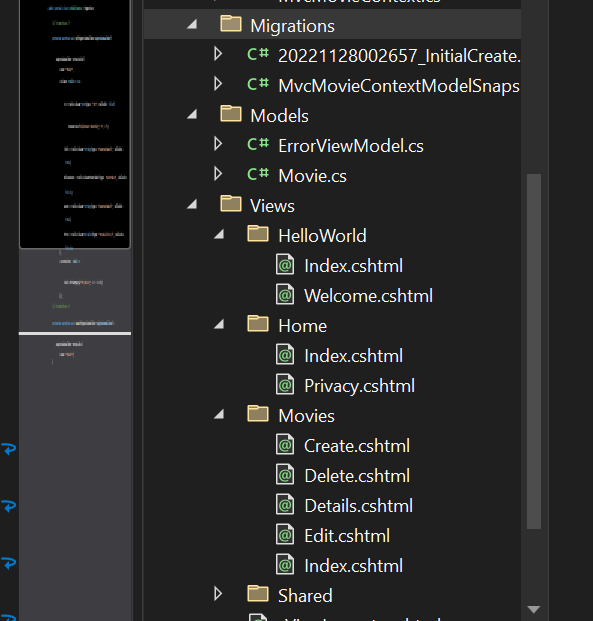 Migrations
C# 20221128002657_InitialCreate.
C# MvcMovieContextModelSnaps
Models
C# ErrorViewModel.cs
C# Movie.cs
Views
HelloWorld
@ Index.cshtml
@ Welcome.cshtml
Home
@ Index.cshtml
@ Privacy.cshtml
Movies
@ Create.cshtml
@ Delete.cshtml
@ Details.cshtml
@ Edit.cshtml
@ Index.cshtml
Shared